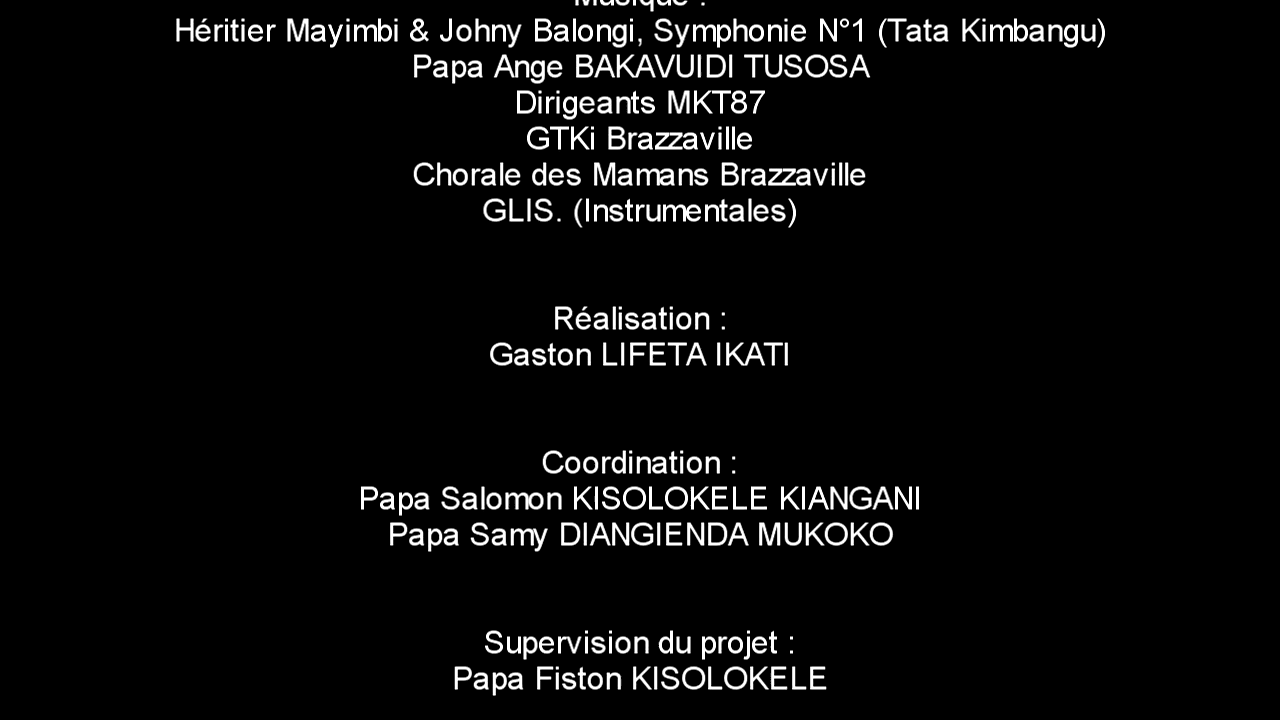 Musique :
Héritier Mayimbi & Johny Balongi, Symphonie N°1 (Tata Kimbangu)
Papa Ange BAKAVUIDI TUSOSA
Dirigeants MKT87
GTKi Brazzaville
Chorale des Mamans Brazzaville
GLIS. (Instrumentales)
Réalisation :
Gaston LIFETA IKATI
Coordination :
Papa Salomon KISOLOKELE KIANGANI
Papa Samy DIANGIENDA MUKOKO
Supervision du projet :
Papa Fiston KISOLOKELE